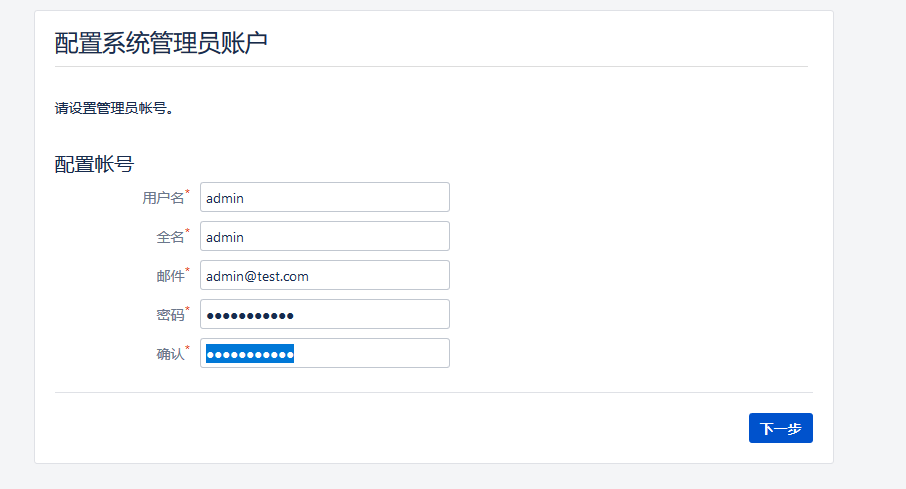 配置系统管理员账户
请设置管理员帐号。
配置帐号
用户名* admin
全名* admin
邮件* admin@test.com
密码* ●●●●●●●●●●●
确认* ●●●●●●●●●●●
下一步